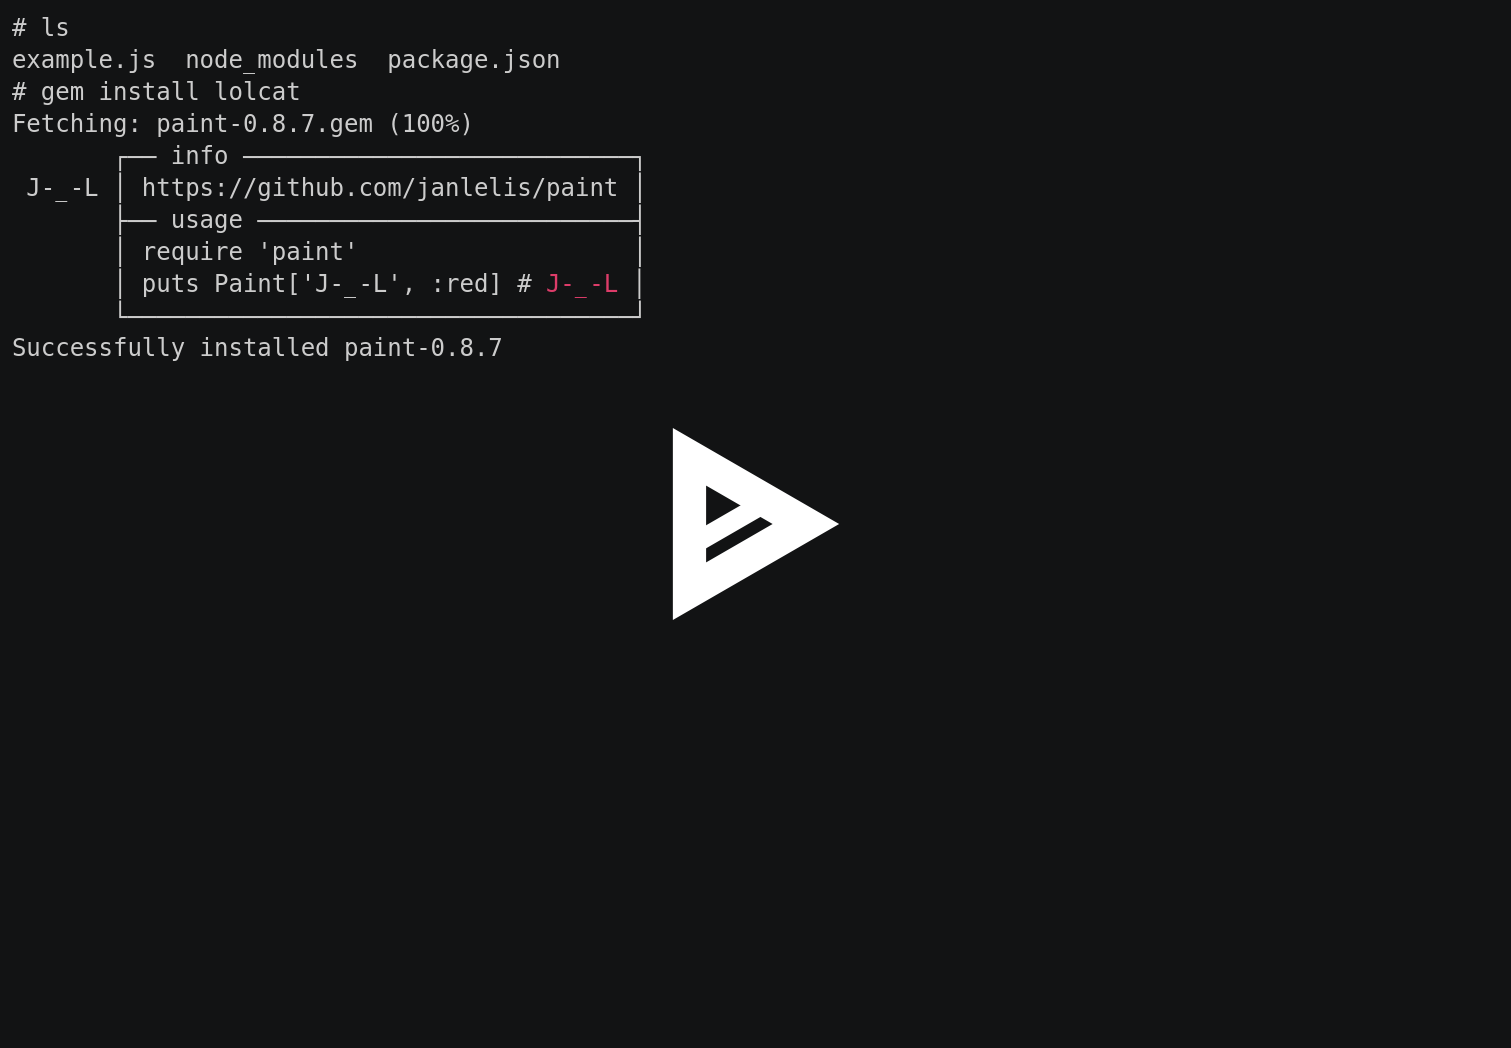 # ls
example.js  node_modules  package.json
# gem install lolcat
Fetching: paint-0.8.7.gem (100%)
       ┌── info ───────────────────────────┐
 J-_-L │ https://github.com/janlelis/paint │
       ├── usage ──────────────────────────┤
       │ require 'paint'                   │
       │ puts Paint['J-_-L', :red] # J-_-L │
       └───────────────────────────────────┘
Successfully installed paint-0.8.7